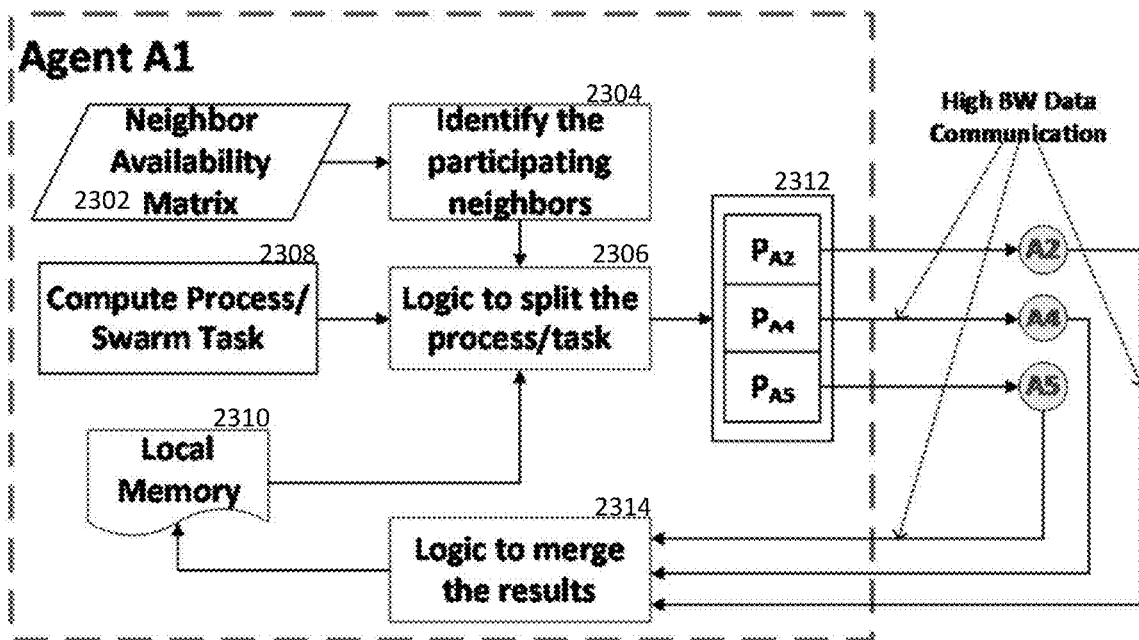 Agent A1
2304
Neighbor
Availability
2302 Matrix
Identify the
participating
neighbors
High BW Data
Communication
2312
2308
Compute Process/
Swarm Task
2306
Logic to split the
process/task
PA2
PA4
PA5
A2
A4
A5
2310
Local
Memory
2314
Logic to merge
the results